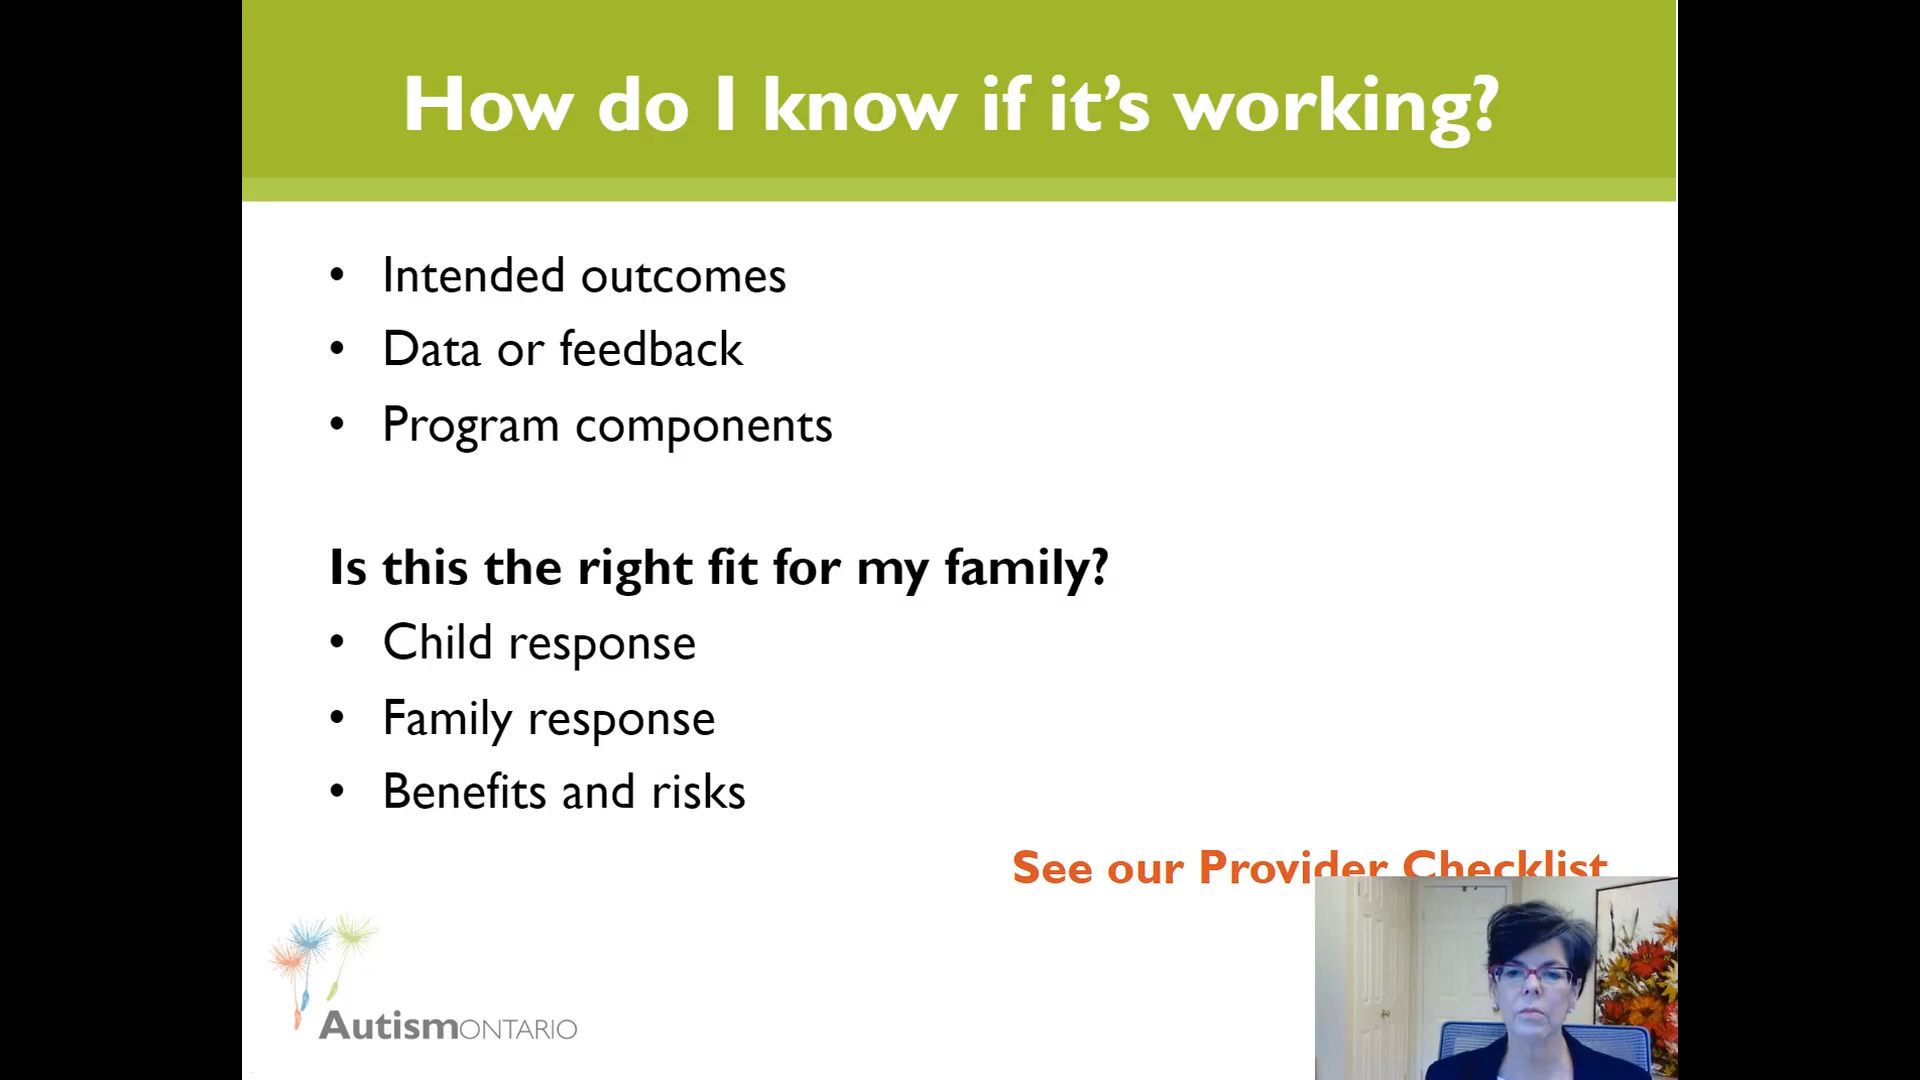 How do I know if it's working?
• Intended outcomes
• Data or feedback
• Program components
Is this the right fit for my family?
• Child response
• Family response
• Benefits and risks
See our Provider Checklist
AutismONTARIO